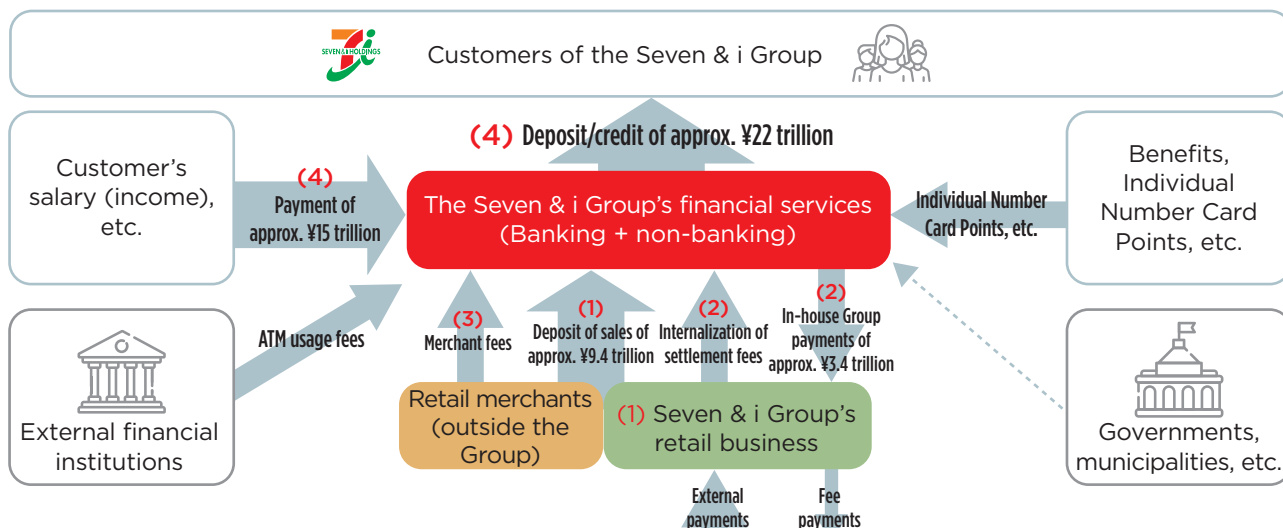 SEVEN & i HOLDINGS
Customers of the Seven & i Group
(4) Deposit/credit of approx. ¥22 trillion
Customer's
salary (income),
etc.
(4)
Payment of
approx. ¥15 trillion
The Seven & i Group's financial services
(Banking + non-banking)
Individual Number
Card Points, etc.
Benefits,
Individual
Number Card
Points, etc.
ATM usage fees
(3)
Merchant fees
(1)
Deposit of sales of
approx. ¥9.4 trillion
(2)
Internalization of
settlement fees
(2)
In-house Group
payments of
approx. ¥3.4 trillion
External financial
institutions
Retail merchants
(outside the
Group)
(1) Seven & i Group's
retail business
Governments,
municipalities, etc.
External
payments
Fee
payments